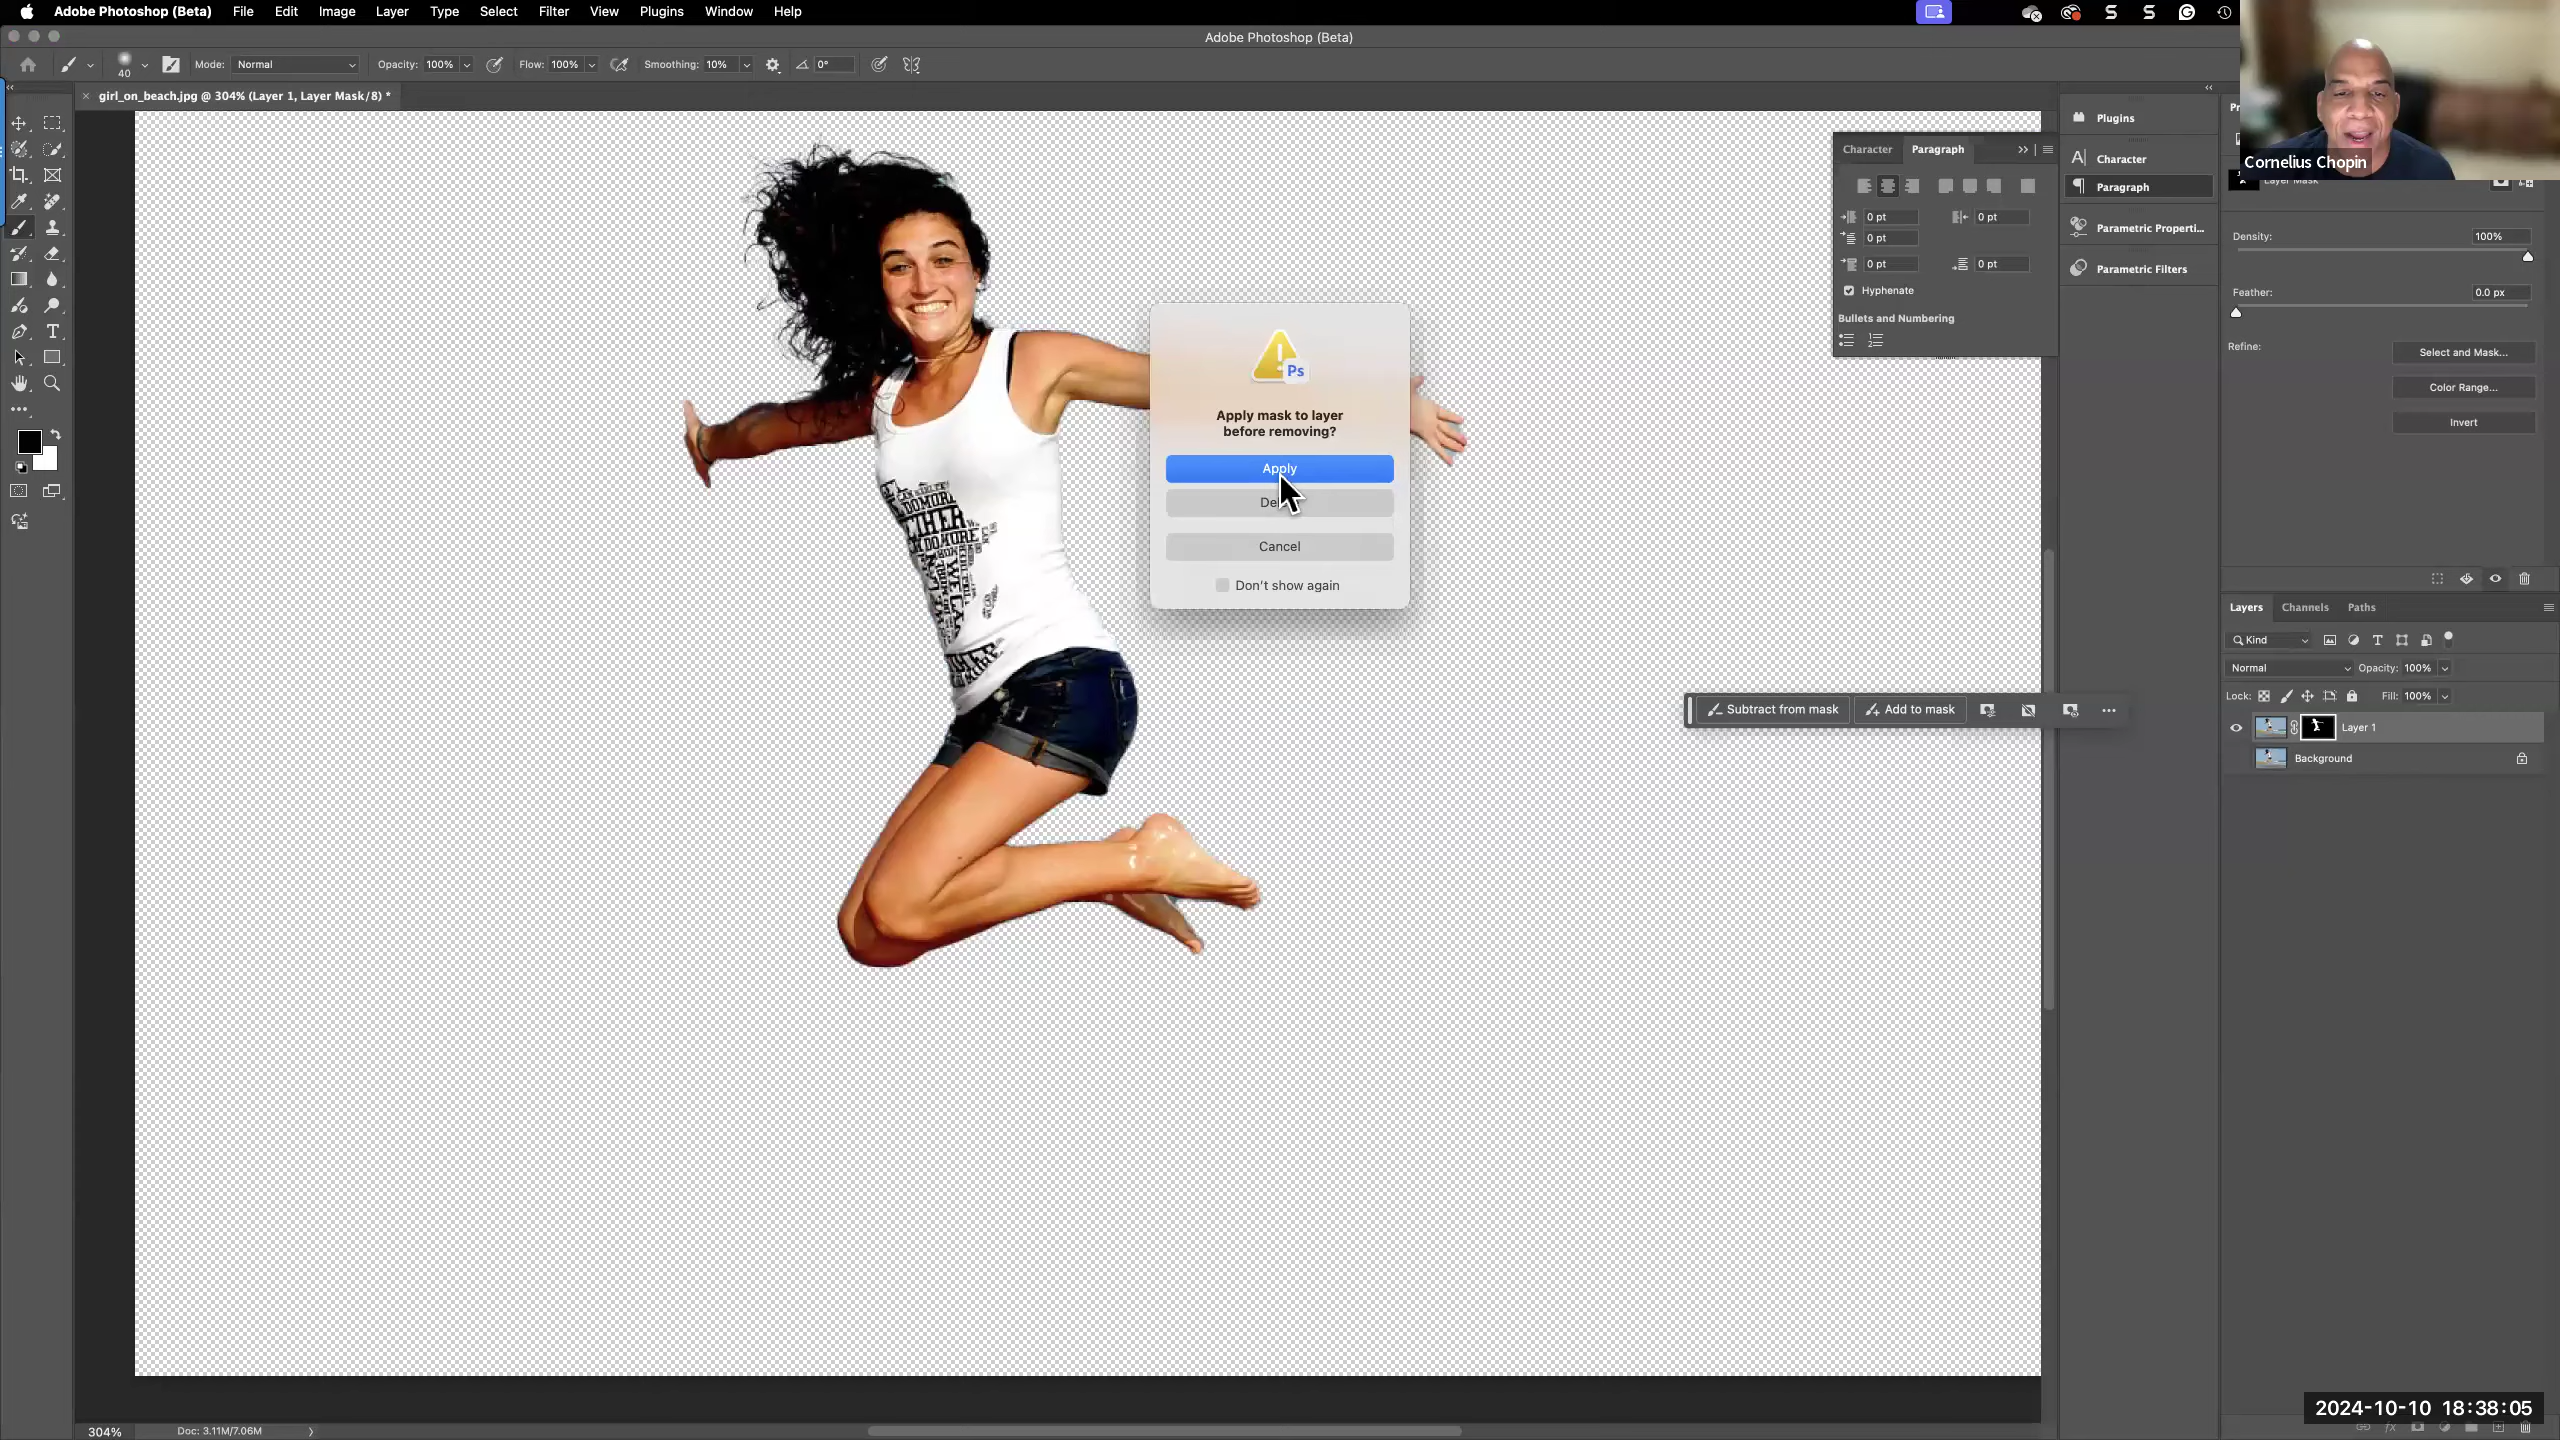 Adobe Photoshop (Beta) File Edit Image Layer Type Select Filter View Plugins Window Help
Adobe Photoshop (Beta)
40 Mode: Normal Opacity: 100% Flow: 100% Smoothing: 10% 0°
girl_on_beach.jpg @ 304% (Layer 1, Layer Mask/8) *
Cornelius Chopin
Character Paragraph
0 pt 0 pt
0 pt
0 pt 0 pt
Hyphenate
Bullets and Numbering
Plugins
Character
Paragraph
Parametric Properti...
Parametric Filters
Layer Mask
Density: 100%
Feather: 0.0 px
Refine: Select and Mask...
Color Range...
Invert
Ps
Apply mask to layer
before removing?
Apply
Cancel
Don't show again
DOMORE
Subtract from mask Add to mask
Layers Channels Paths
Kind
Normal Opacity: 100%
Lock: Fill: 100%
Layer 1
Background
2024-10-10 18:38:05
304% Doc: 3.11M/7.06M